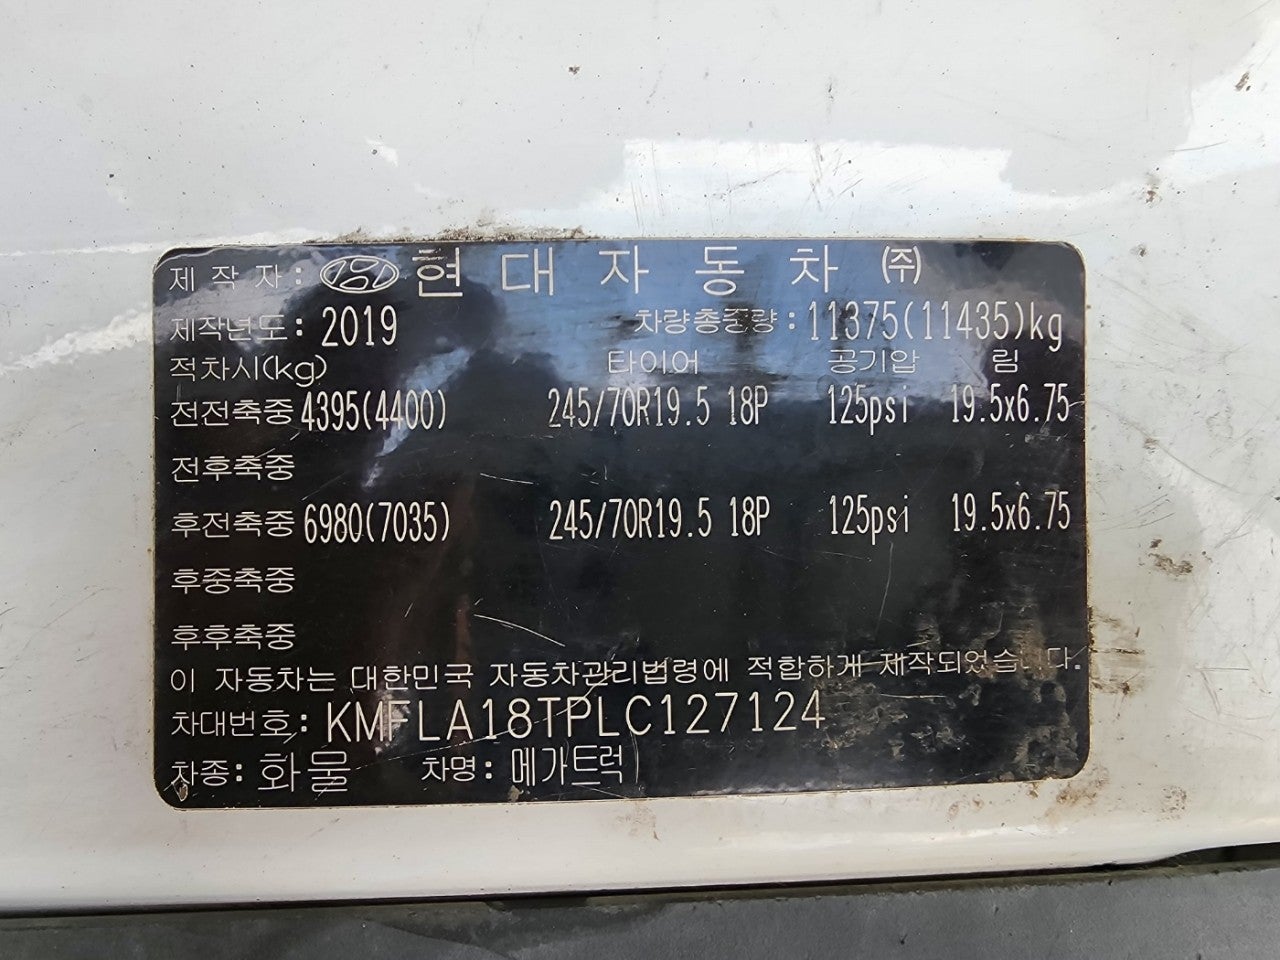 제작자: 현대자동차 ㈜
제작년도: 2019 차량총중량: 11375(11435)kg
적차시(kg) 타이어 공기압 림
전전축중 4395(4400) 245/70R19.5 18P 125psi 19.5x6.75
전후축중
후전축중 6980(7035) 245/70R19.5 18P 125psi 19.5x6.75
후중축중
후후축중
이 자동차는 대한민국 자동차관리법령에 적합하게 제작되었습니다.
차대번호: KMFLA18TPLC127124
차종: 화물 차명: 메가트럭